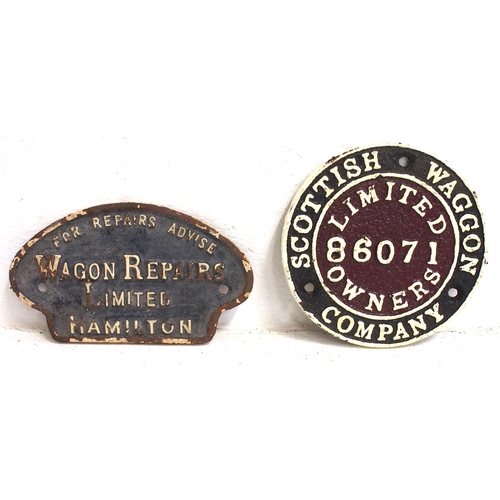 FOR REPAIRS ADVISE
WAGON REPAIRS
LIMITED
HAMILTON
SCOTTISH WAGGON
LIMITED
86071
OWNERS
COMPANY